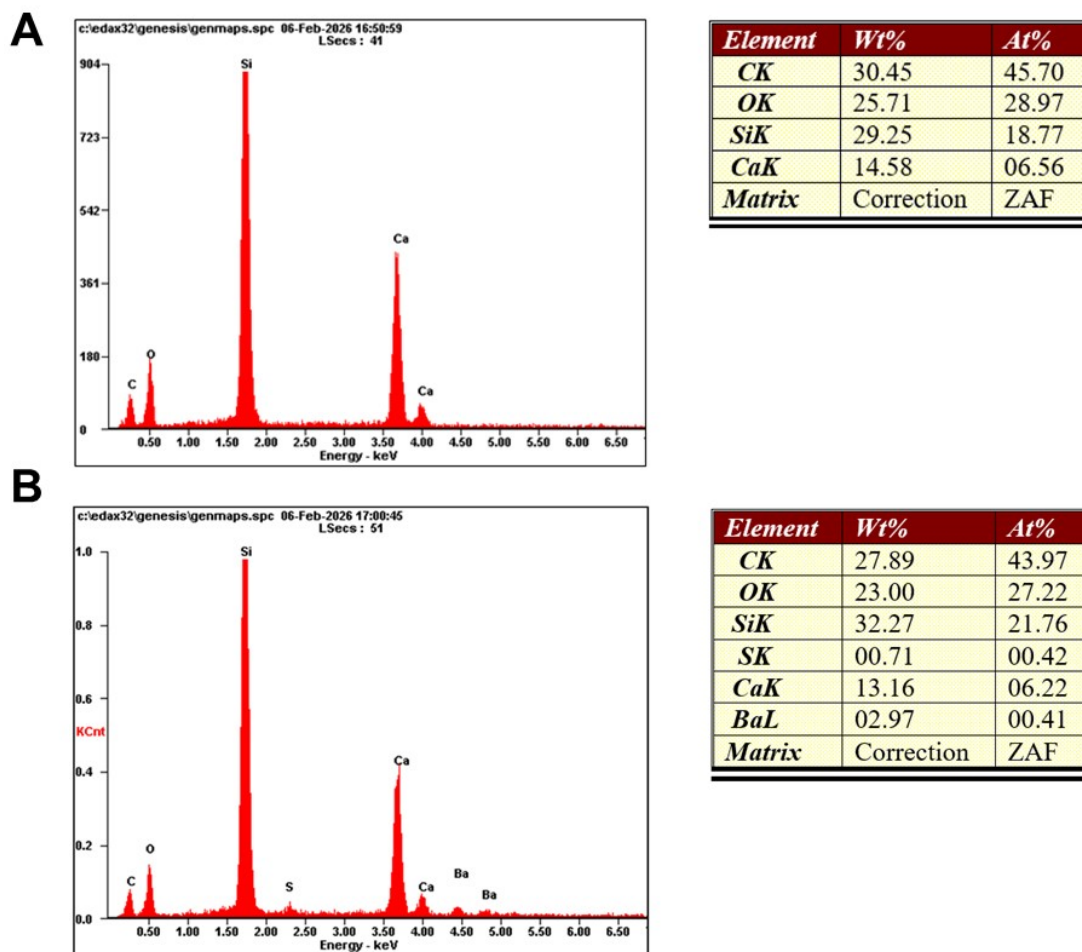 A
c:\edax32\genesis\genmaps.spc 06-Feb-2026 16:50:59
LSecs : 41
904
723
542
361
180
0
Si
Ca
O
C
Ca
0.50 1.00 1.50 2.00 2.50 3.00 3.50 4.00 4.50 5.00 5.50 6.00 6.50
Energy - keV
Element Wt% At%
CK 30.45 45.70
OK 25.71 28.97
SiK 29.25 18.77
CaK 14.58 06.56
Matrix Correction ZAF
B
c:\edax32\genesis\genmaps.spc 06-Feb-2026 17:00:45
LSecs : 51
1.0
0.8
0.6
KCnt
0.4
0.2
0.0
Si
Ca
O
C
S
Ca
Ba
Ba
0.50 1.00 1.50 2.00 2.50 3.00 3.50 4.00 4.50 5.00 5.50 6.00 6.50
Energy - keV
Element Wt% At%
CK 27.89 43.97
OK 23.00 27.22
SiK 32.27 21.76
SK 00.71 00.42
CaK 13.16 06.22
BaL 02.97 00.41
Matrix Correction ZAF